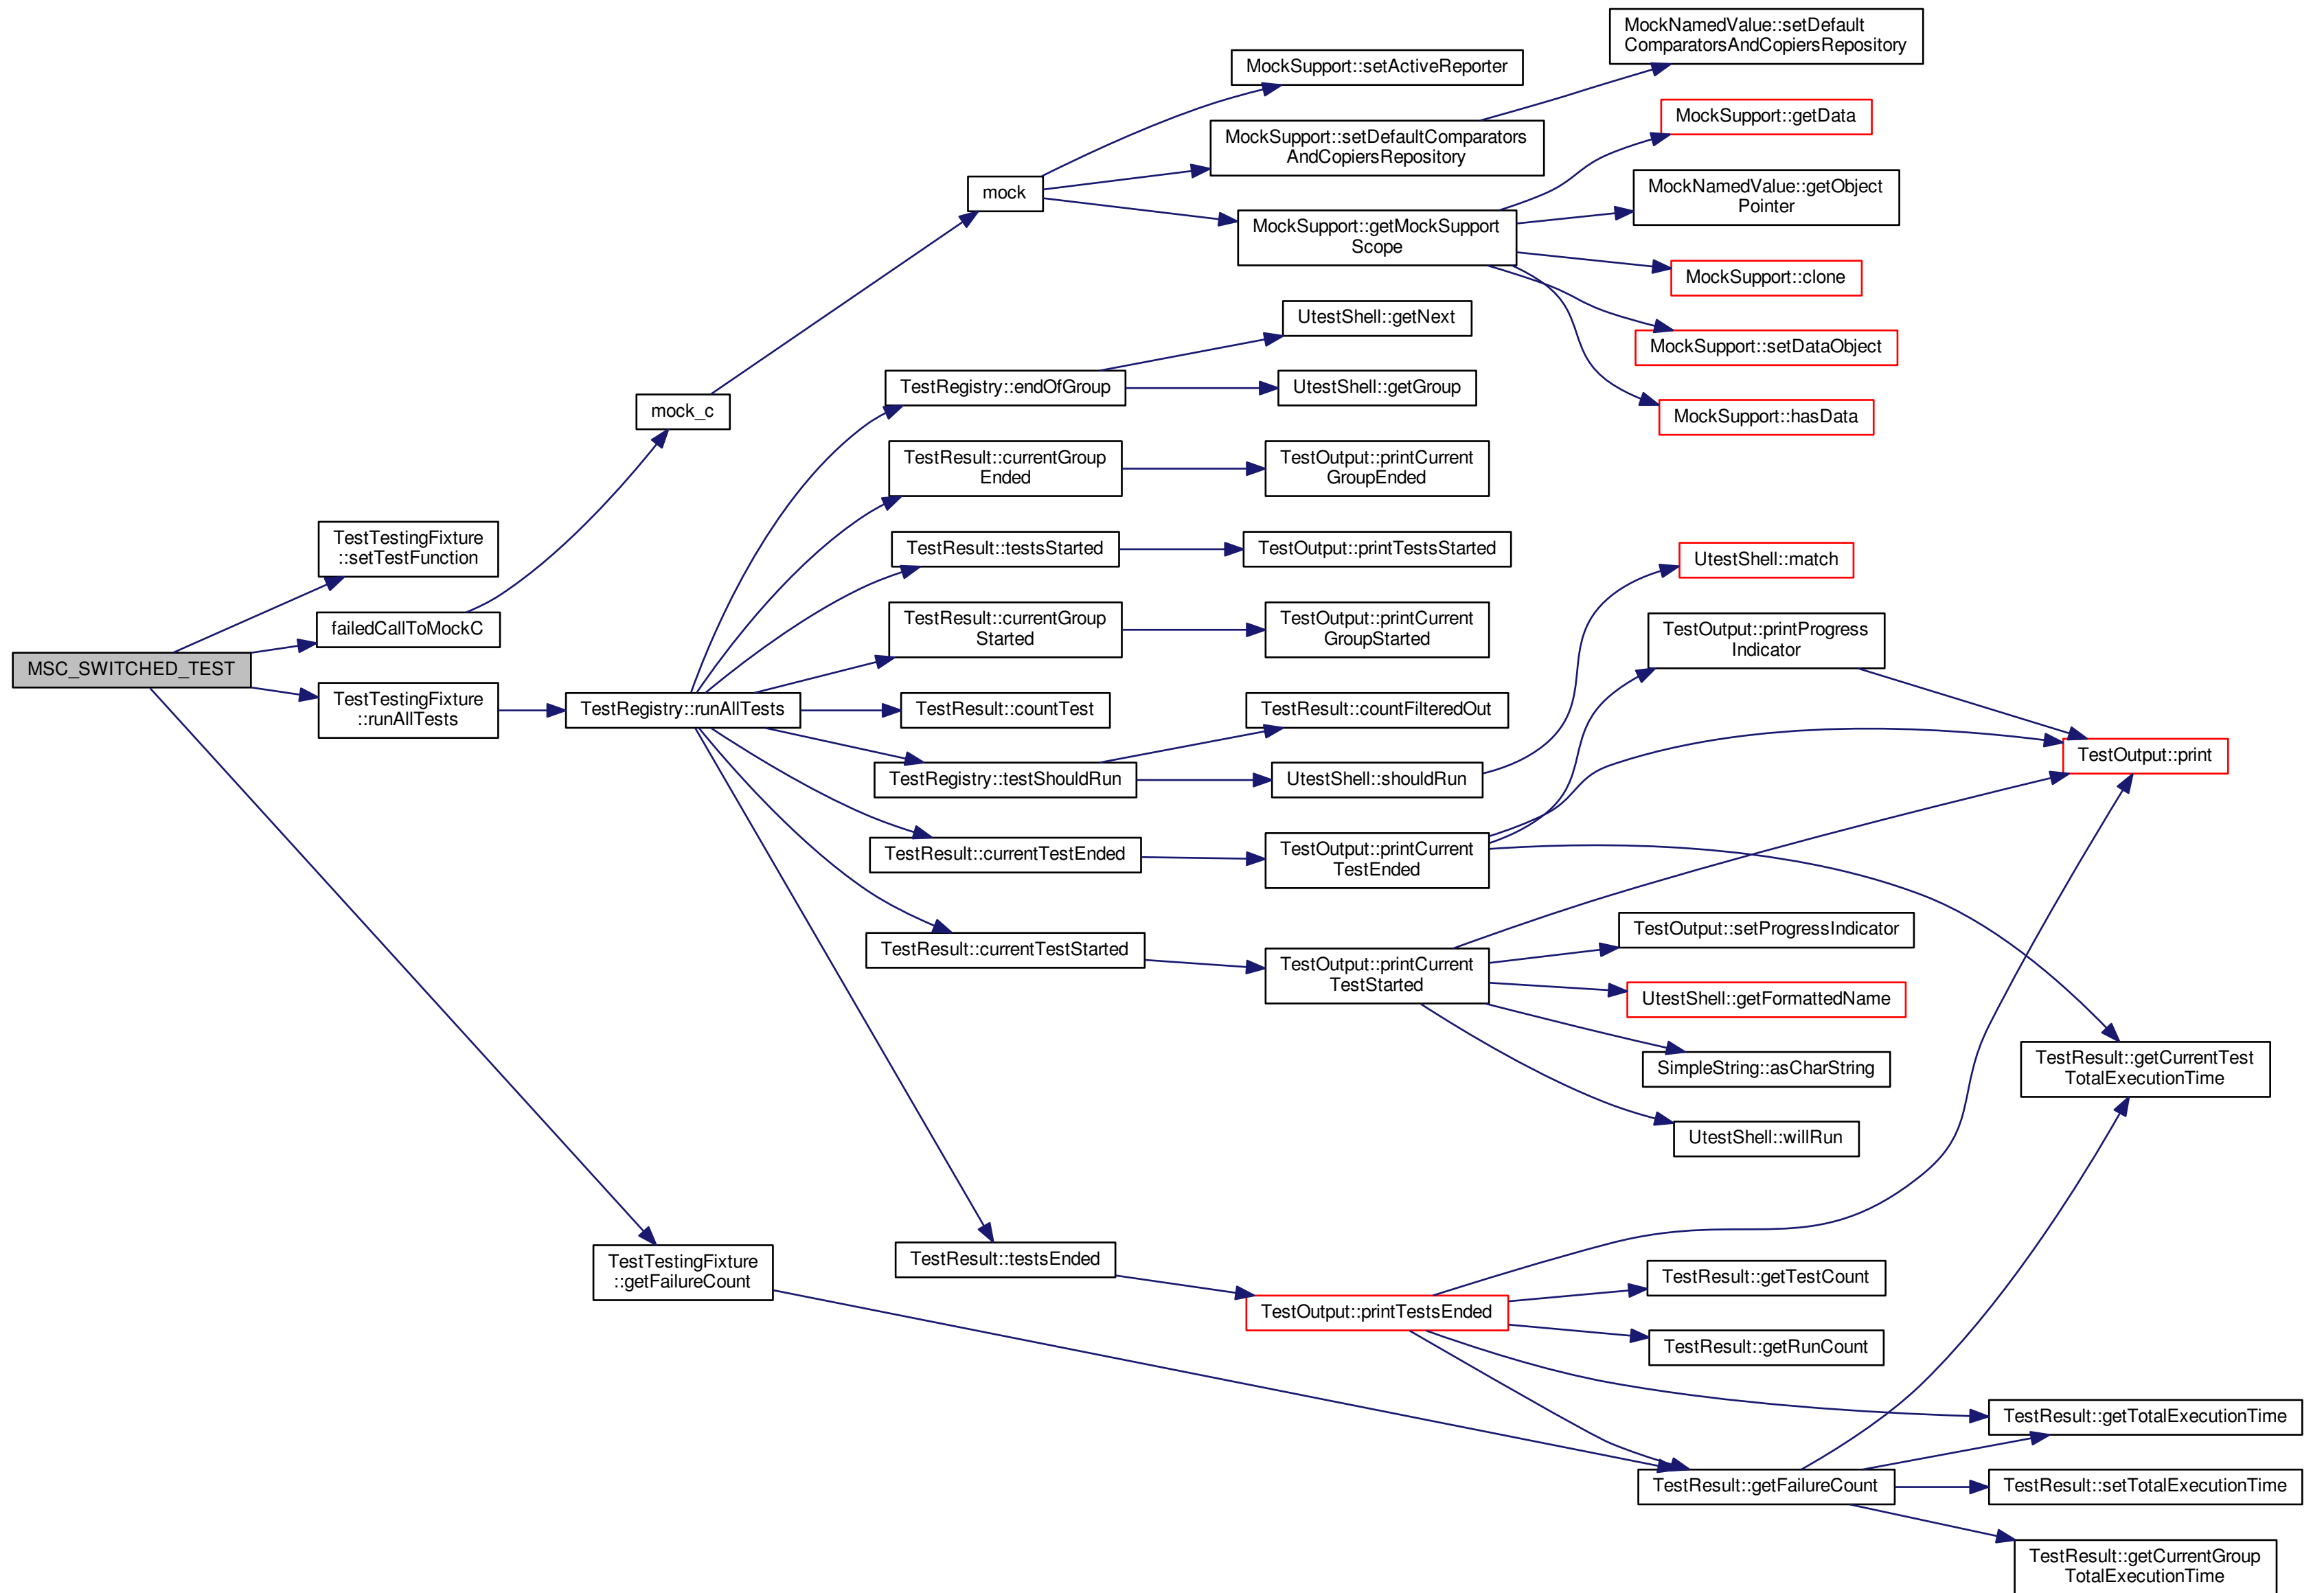 MockNamedValue::setDefault
ComparatorsAndCopiersRepository
MockSupport::setActiveReporter
MockSupport::getData
MockSupport::setDefaultComparators
AndCopiersRepository
mock
MockNamedValue::getObject
Pointer
MockSupport::getMockSupport
Scope
MockSupport::clone
UtestShell::getNext
MockSupport::setDataObject
TestRegistry::endOfGroup
UtestShell::getGroup
mock_c
MockSupport::hasData
TestResult::currentGroup
Ended
TestOutput::printCurrent
GroupEnded
TestTestingFixture
::setTestFunction
TestResult::testsStarted
TestOutput::printTestsStarted
UtestShell::match
failedCallToMockC
TestResult::currentGroup
Started
TestOutput::printCurrent
GroupStarted
TestOutput::printProgress
Indicator
MSC_SWITCHED_TEST
TestTestingFixture
::runAllTests
TestRegistry::runAllTests
TestResult::countTest
TestResult::countFilteredOut
TestOutput::print
TestRegistry::testShouldRun
UtestShell::shouldRun
TestResult::currentTestEnded
TestOutput::printCurrent
TestEnded
TestOutput::setProgressIndicator
TestResult::currentTestStarted
TestOutput::printCurrent
TestStarted
UtestShell::getFormattedName
SimpleString::asCharString
TestResult::getCurrentTest
TotalExecutionTime
UtestShell::willRun
TestTestingFixture
::getFailureCount
TestResult::testsEnded
TestResult::getTestCount
TestOutput::printTestsEnded
TestResult::getRunCount
TestResult::getTotalExecutionTime
TestResult::getFailureCount
TestResult::setTotalExecutionTime
TestResult::getCurrentGroup
TotalExecutionTime